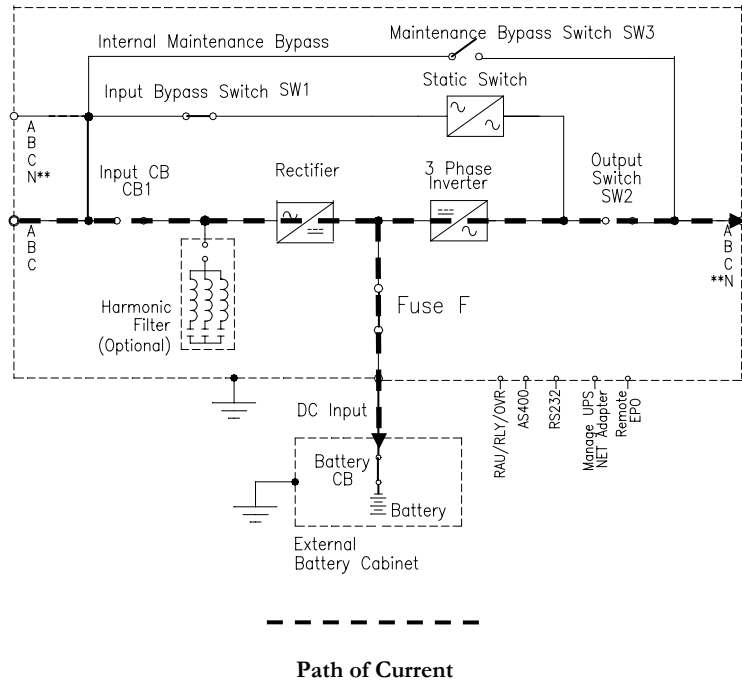 Internal Maintenance Bypass
Maintenance Bypass Switch SW3
Input Bypass Switch SW1
Static Switch
A
B
C
N**
Input CB
CB1
Rectifier
3 Phase
Inverter
Output
Switch
SW2
A
B
C
A
B
C
**N
Harmonic
Filter
(Optional)
Fuse F
DC Input
RAU/RLY/OVR
AS400
RS232
Manage UPS
NET Adapter
Remote
EPO
Battery
CB
Battery
External
Battery Cabinet
Path of Current